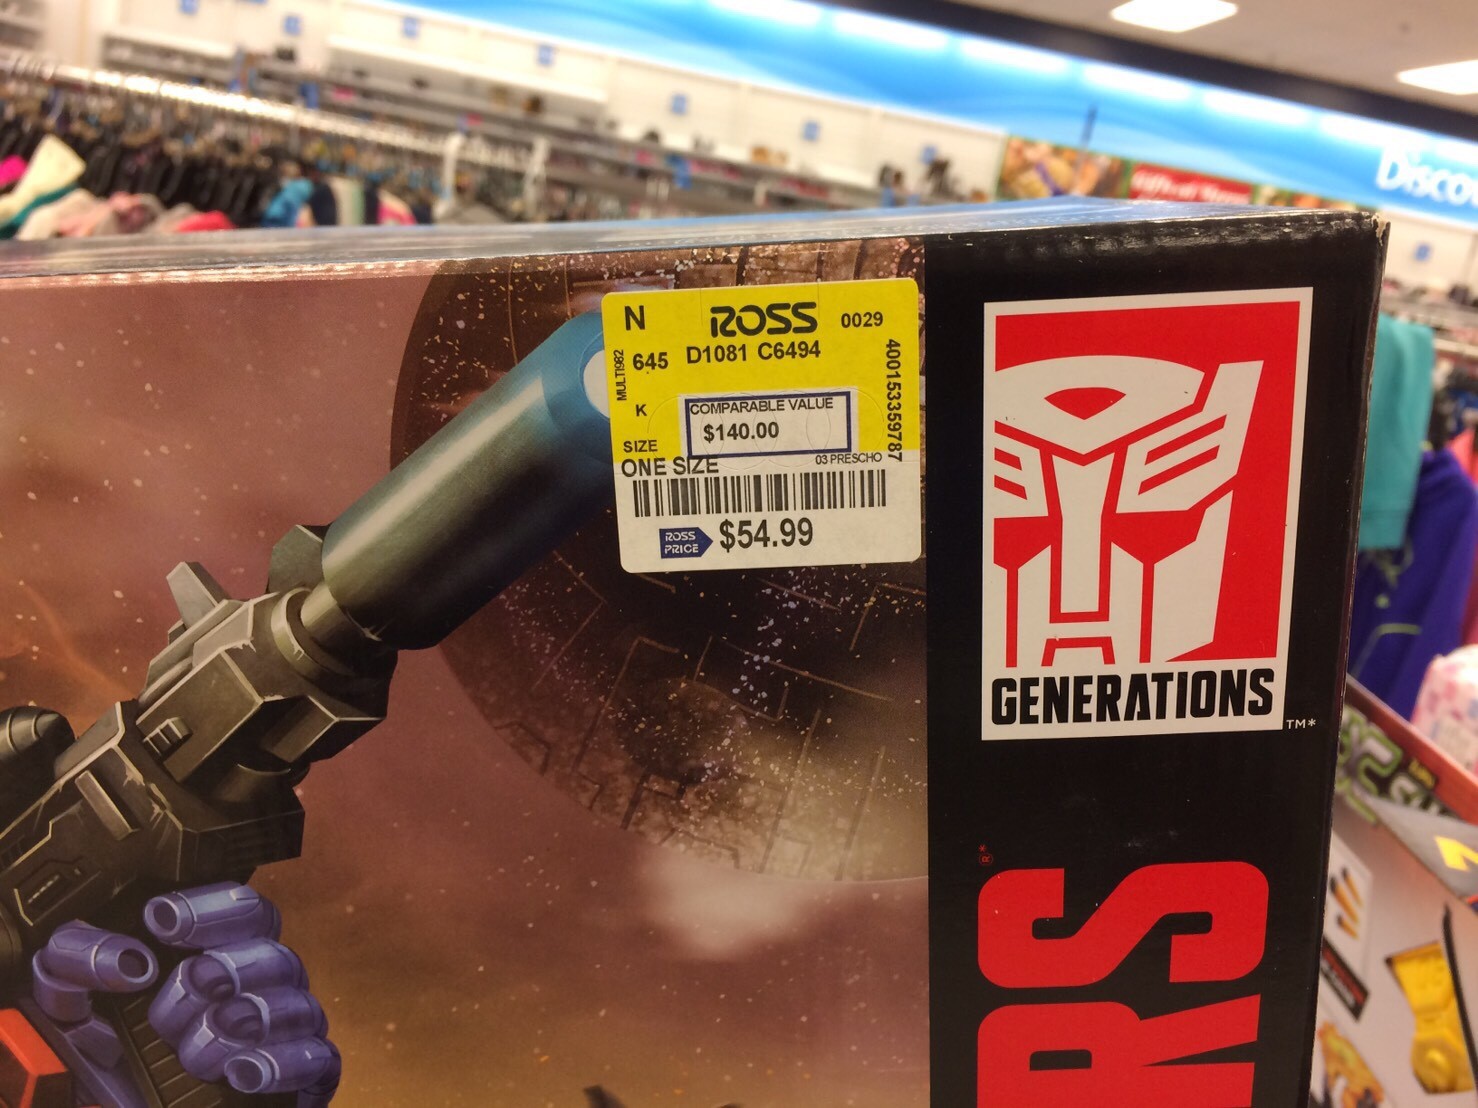 N ROSS 0029
645 D1081 C6494
MULTI982
K
COMPARABLE VALUE
$140.00
SIZE
ONE SIZE
03 PRESCHO
400153359787
ROSS PRICE $54.99
GENERATIONS
TM*
RS
®*
Disco